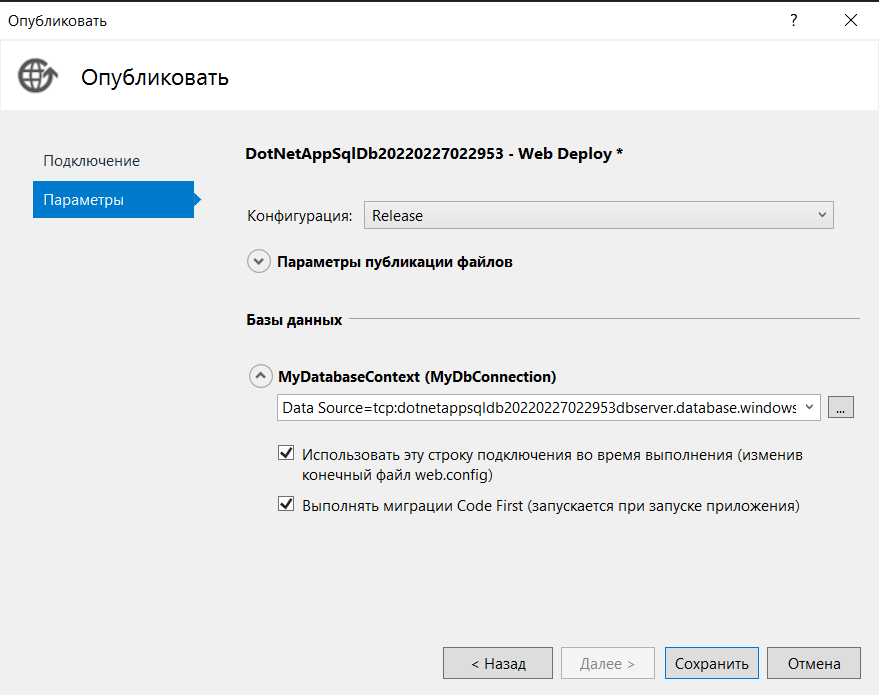 Опубликовать
?
Опубликовать
Подключение
Параметры
DotNetAppSqlDb20220227022953 - Web Deploy *
Конфигурация: Release
Параметры публикации файлов
Базы данных
MyDatabaseContext (MyDbConnection)
Data Source=tcp:dotnetappsqldb20220227022953dbserver.database.windows
...
Использовать эту строку подключения во время выполнения (изменив
конечный файл web.config)
Выполнять миграции Code First (запускается при запуске приложения)
< Назад Далее > Сохранить Отмена